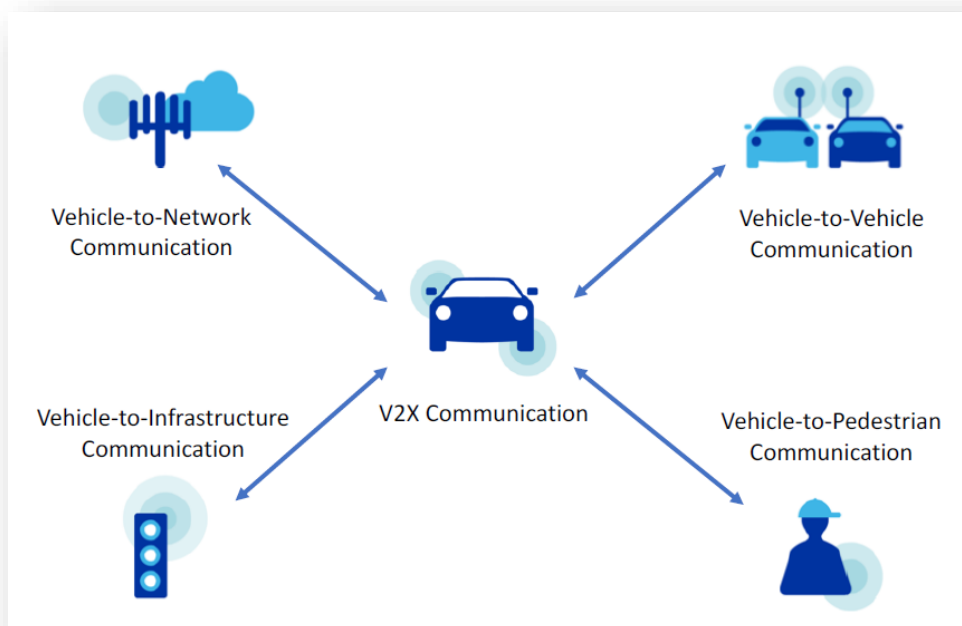 Vehicle-to-Network
Communication
Vehicle-to-Vehicle
Communication
V2X Communication
Vehicle-to-Infrastructure
Communication
Vehicle-to-Pedestrian
Communication